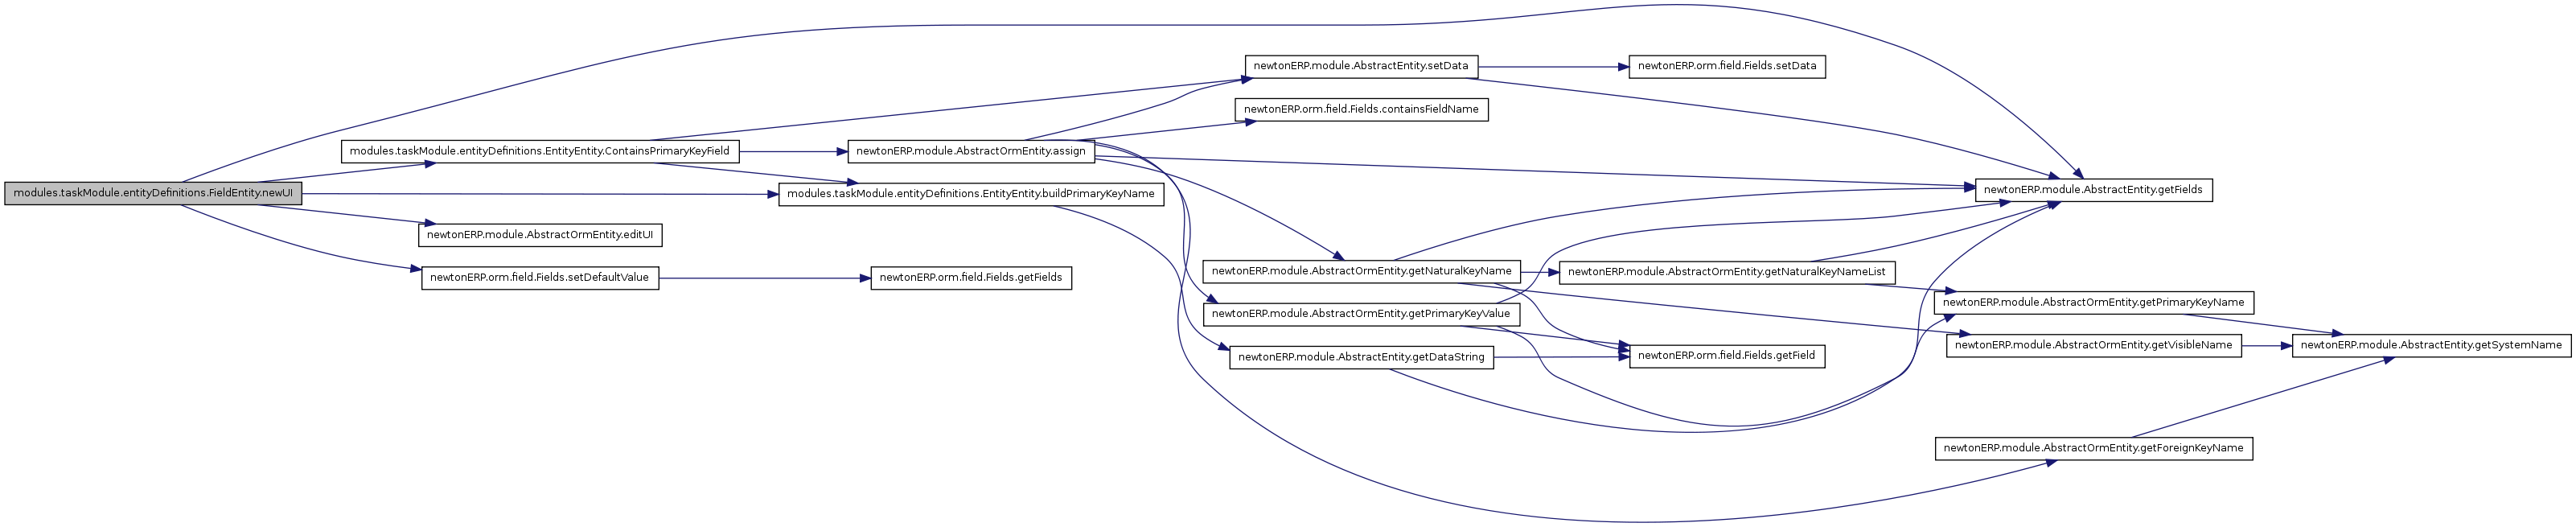 modules.taskModule.entityDefinitions.FieldEntity.newUI
modules.taskModule.entityDefinitions.EntityEntity.ContainsPrimaryKeyField
newtonERP.module.AbstractOrmEntity.editUI
newtonERP.orm.field.Fields.setDefaultValue
newtonERP.module.AbstractOrmEntity.assign
modules.taskModule.entityDefinitions.EntityEntity.buildPrimaryKeyName
newtonERP.orm.field.Fields.getFields
newtonERP.module.AbstractEntity.setData
newtonERP.orm.field.Fields.containsFieldName
newtonERP.module.AbstractOrmEntity.getNaturalKeyName
newtonERP.module.AbstractOrmEntity.getPrimaryKeyValue
newtonERP.module.AbstractEntity.getDataString
newtonERP.orm.field.Fields.setData
newtonERP.module.AbstractOrmEntity.getNaturalKeyNameList
newtonERP.orm.field.Fields.getField
newtonERP.module.AbstractEntity.getFields
newtonERP.module.AbstractOrmEntity.getPrimaryKeyName
newtonERP.module.AbstractOrmEntity.getVisibleName
newtonERP.module.AbstractOrmEntity.getForeignKeyName
newtonERP.module.AbstractEntity.getSystemName